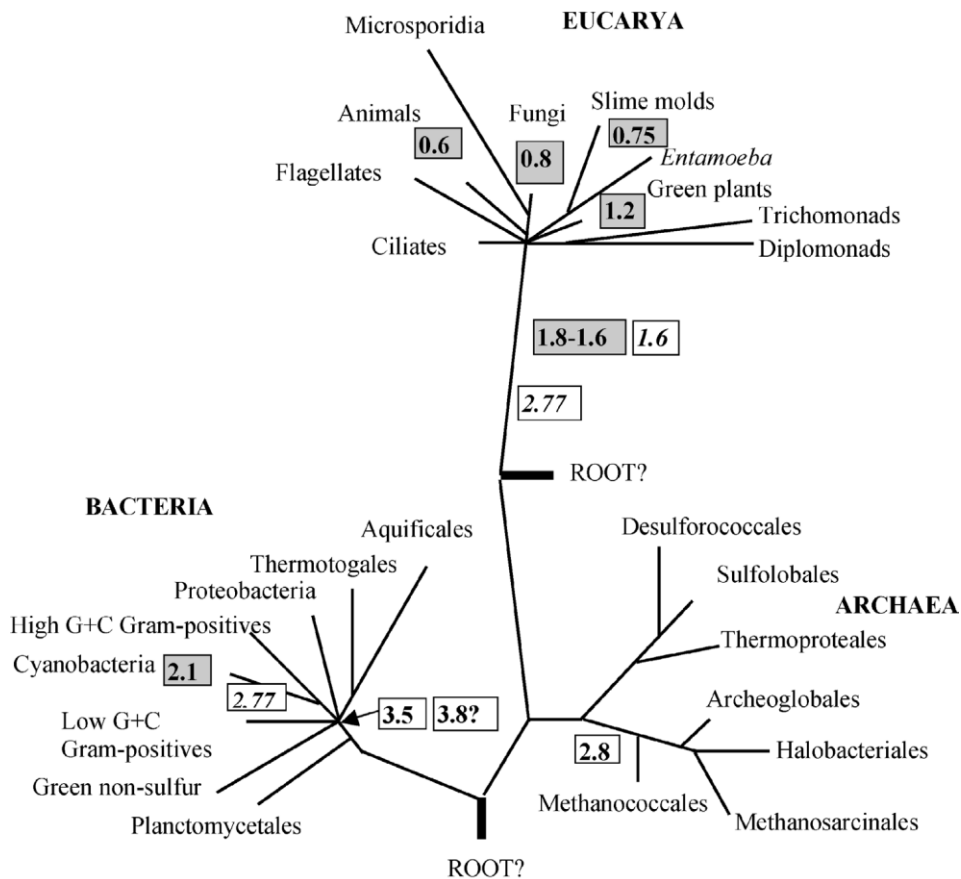 Microsporidia
EUCARYA
Animals
Fungi
Slime molds
0.6
0.8
0.75
Entamoeba
Flagellates
Green plants
1.2
Trichomonads
Ciliates
Diplomonads
1.8-1.6
1.6
2.77
ROOT?
BACTERIA
Aquificales
Thermotogales
Proteobacteria
High G+C Gram-positives
Cyanobacteria
2.1
2.77
Low G+C
Gram-positives
3.5
3.8?
Green non-sulfur
Planctomycetales
Desulforococcales
Sulfolobales
ARCHAEA
Thermoproteales
Archeoglobales
2.8
Halobacteriales
Methanococcales
Methanosarcinales
ROOT?